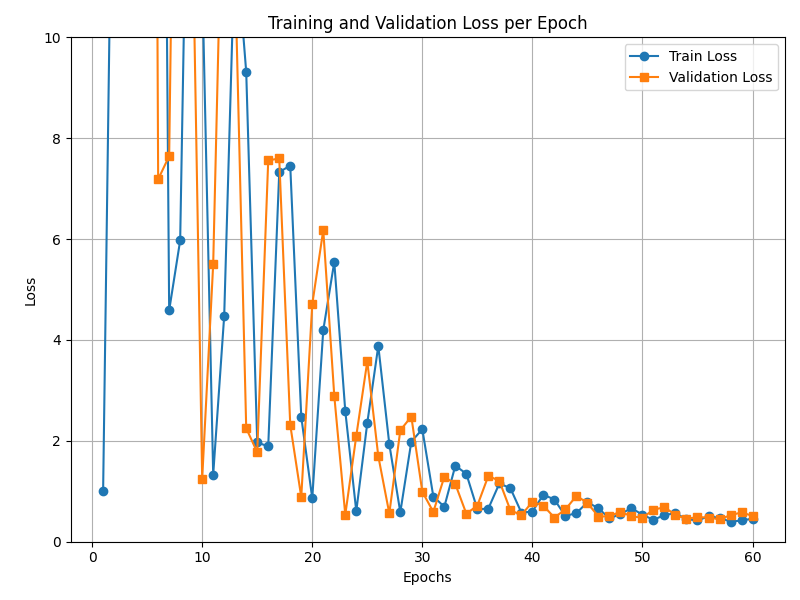 Training and Validation Loss per Epoch
Train Loss
Validation Loss
Loss
10
8
6
4
2
0
0 10 20 30 40 50 60
Epochs